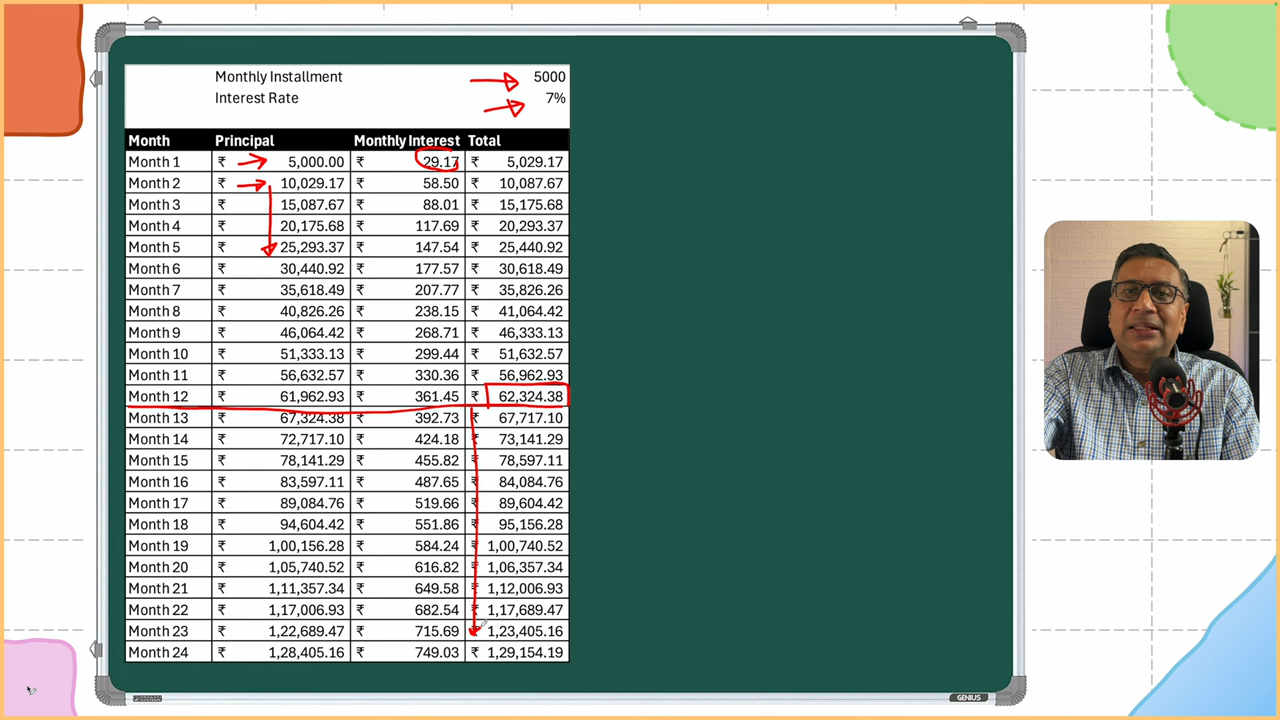 Monthly Installment 5000
Interest Rate 7%
Month Principal Monthly Interest Total
Month 1 ₹ 5,000.00 ₹ 29.17 ₹ 5,029.17
Month 2 ₹ 10,029.17 ₹ 58.50 ₹ 10,087.67
Month 3 ₹ 15,087.67 ₹ 88.01 ₹ 15,175.68
Month 4 ₹ 20,175.68 ₹ 117.69 ₹ 20,293.37
Month 5 ₹ 25,293.37 ₹ 147.54 ₹ 25,440.92
Month 6 ₹ 30,440.92 ₹ 177.57 ₹ 30,618.49
Month 7 ₹ 35,618.49 ₹ 207.77 ₹ 35,826.26
Month 8 ₹ 40,826.26 ₹ 238.15 ₹ 41,064.42
Month 9 ₹ 46,064.42 ₹ 268.71 ₹ 46,333.13
Month 10 ₹ 51,333.13 ₹ 299.44 ₹ 51,632.57
Month 11 ₹ 56,632.57 ₹ 330.36 ₹ 56,962.93
Month 12 ₹ 61,962.93 ₹ 361.45 ₹ 62,324.38
Month 13 ₹ 67,324.38 ₹ 392.73 ₹ 67,717.10
Month 14 ₹ 72,717.10 ₹ 424.18 ₹ 73,141.29
Month 15 ₹ 78,141.29 ₹ 455.82 ₹ 78,597.11
Month 16 ₹ 83,597.11 ₹ 487.65 ₹ 84,084.76
Month 17 ₹ 89,084.76 ₹ 519.66 ₹ 89,604.42
Month 18 ₹ 94,604.42 ₹ 551.86 ₹ 95,156.28
Month 19 ₹ 1,00,156.28 ₹ 584.24 ₹ 1,00,740.52
Month 20 ₹ 1,05,740.52 ₹ 616.82 ₹ 1,06,357.34
Month 21 ₹ 1,11,357.34 ₹ 649.58 ₹ 1,12,006.93
Month 22 ₹ 1,17,006.93 ₹ 682.54 ₹ 1,17,689.47
Month 23 ₹ 1,22,689.47 ₹ 715.69 ₹ 1,23,405.16
Month 24 ₹ 1,28,405.16 ₹ 749.03 ₹ 1,29,154.19
GENIUS